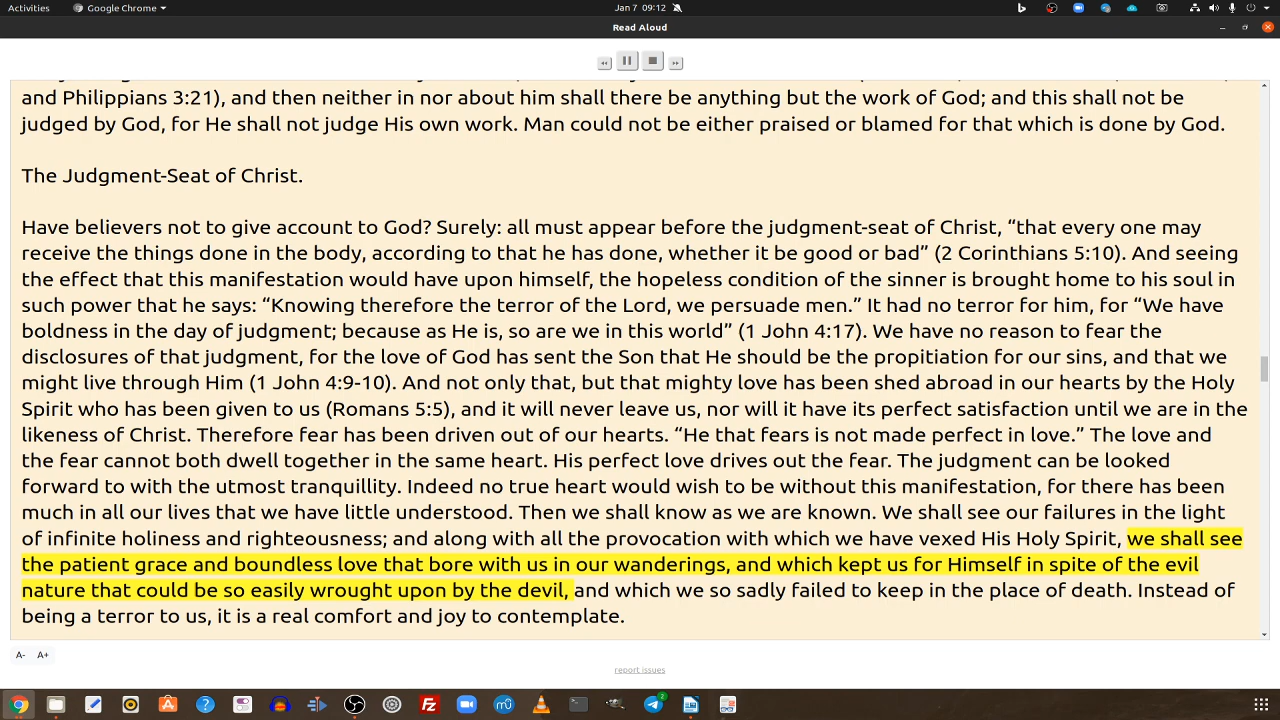 Activities
Google Chrome
Jan 7 09:12
Read Aloud
and Philippians 3:21), and then neither in nor about him shall there be anything but the work of God; and this shall not be
judged by God, for He shall not judge His own work. Man could not be either praised or blamed for that which is done by God.
The Judgment-Seat of Christ.
Have believers not to give account to God? Surely: all must appear before the judgment-seat of Christ, “that every one may
receive the things done in the body, according to that he has done, whether it be good or bad” (2 Corinthians 5:10). And seeing
the effect that this manifestation would have upon himself, the hopeless condition of the sinner is brought home to his soul in
such power that he says: “Knowing therefore the terror of the Lord, we persuade men.” It had no terror for him, for “We have
boldness in the day of judgment; because as He is, so are we in this world” (1 John 4:17). We have no reason to fear the
disclosures of that judgment, for the love of God has sent the Son that He should be the propitiation for our sins, and that we
might live through Him (1 John 4:9-10). And not only that, but that mighty love has been shed abroad in our hearts by the Holy
Spirit who has been given to us (Romans 5:5), and it will never leave us, nor will it have its perfect satisfaction until we are in the
likeness of Christ. Therefore fear has been driven out of our hearts. “He that fears is not made perfect in love.” The love and
the fear cannot both dwell together in the same heart. His perfect love drives out the fear. The judgment can be looked
forward to with the utmost tranquillity. Indeed no true heart would wish to be without this manifestation, for there has been
much in all our lives that we have little understood. Then we shall know as we are known. We shall see our failures in the light
of infinite holiness and righteousness; and along with all the provocation with which we have vexed His Holy Spirit, we shall see
the patient grace and boundless love that bore with us in our wanderings, and which kept us for Himself in spite of the evil
nature that could be so easily wrought upon by the devil, and which we so sadly failed to keep in the place of death. Instead of
being a terror to us, it is a real comfort and joy to contemplate.
A- A+
report issues